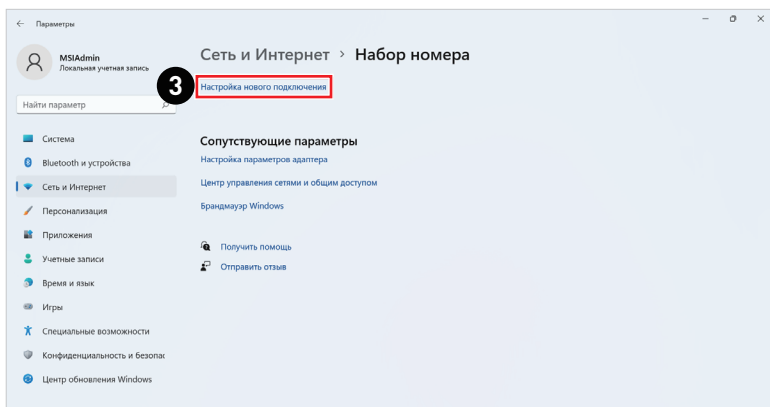 Параметры
MSIAdmin
Локальная учетная запись
Найти параметр
Система
Bluetooth и устройства
Сеть и Интернет
Персонализация
Приложения
Учетные записи
Время и язык
Игры
Специальные возможности
Конфиденциальность и безопас
Центр обновления Windows
Сеть и Интернет > Набор номера
3
Настройка нового подключения
Сопутствующие параметры
Настройка параметров адаптера
Центр управления сетями и общим доступом
Брандмауэр Windows
Получить помощь
Отправить отзыв